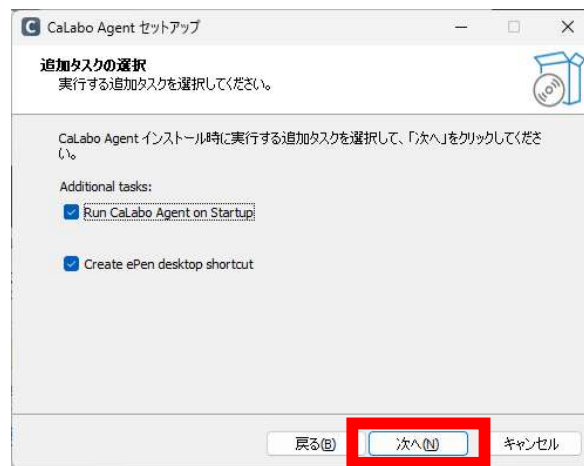 CaLabo Agent セットアップ
追加タスクの選択
実行する追加タスクを選択してください。
CaLabo Agent インストール時に実行する追加タスクを選択して、「次へ」をクリックしてくださ
い。
Additional tasks:
Run CaLabo Agent on Startup
Create ePen desktop shortcut
戻る(B)
次へ(N)
キャンセル